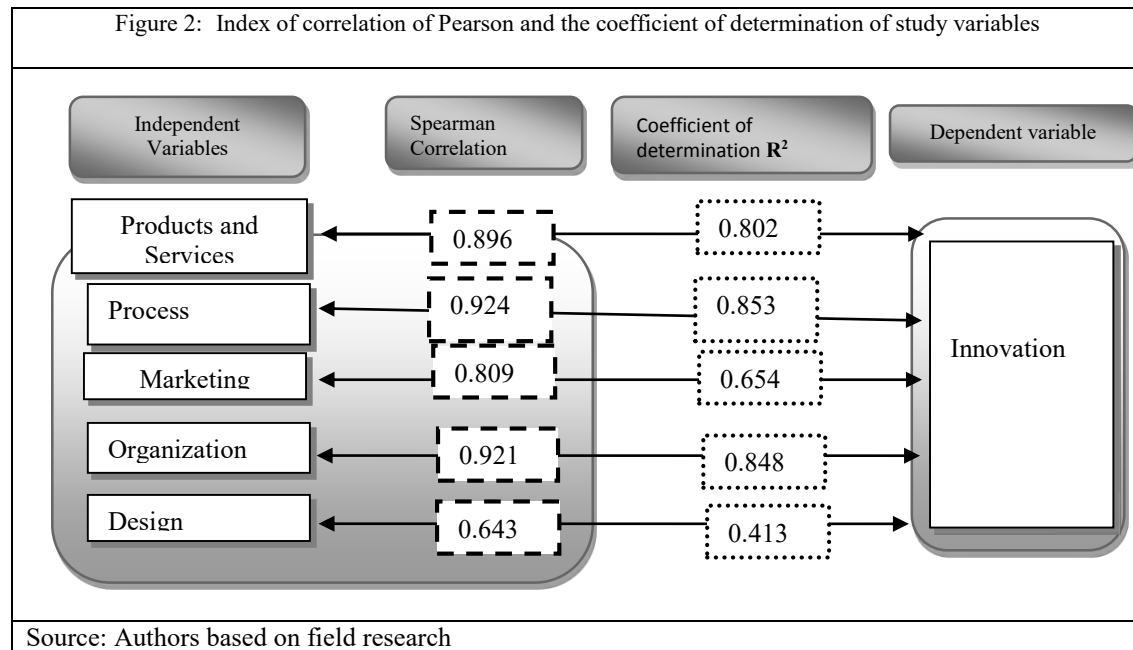 Figure 2: Index of correlation of Pearson and the coefficient of determination of study variables
Independent
Variables
Spearman
Correlation
Coefficient of
determination R²
Dependent variable
Products and
Services
0.896
0.802
Process
0.924
0.853
Marketing
0.809
0.654
Organization
0.921
0.848
Design
0.643
0.413
Innovation
Source: Authors based on field research